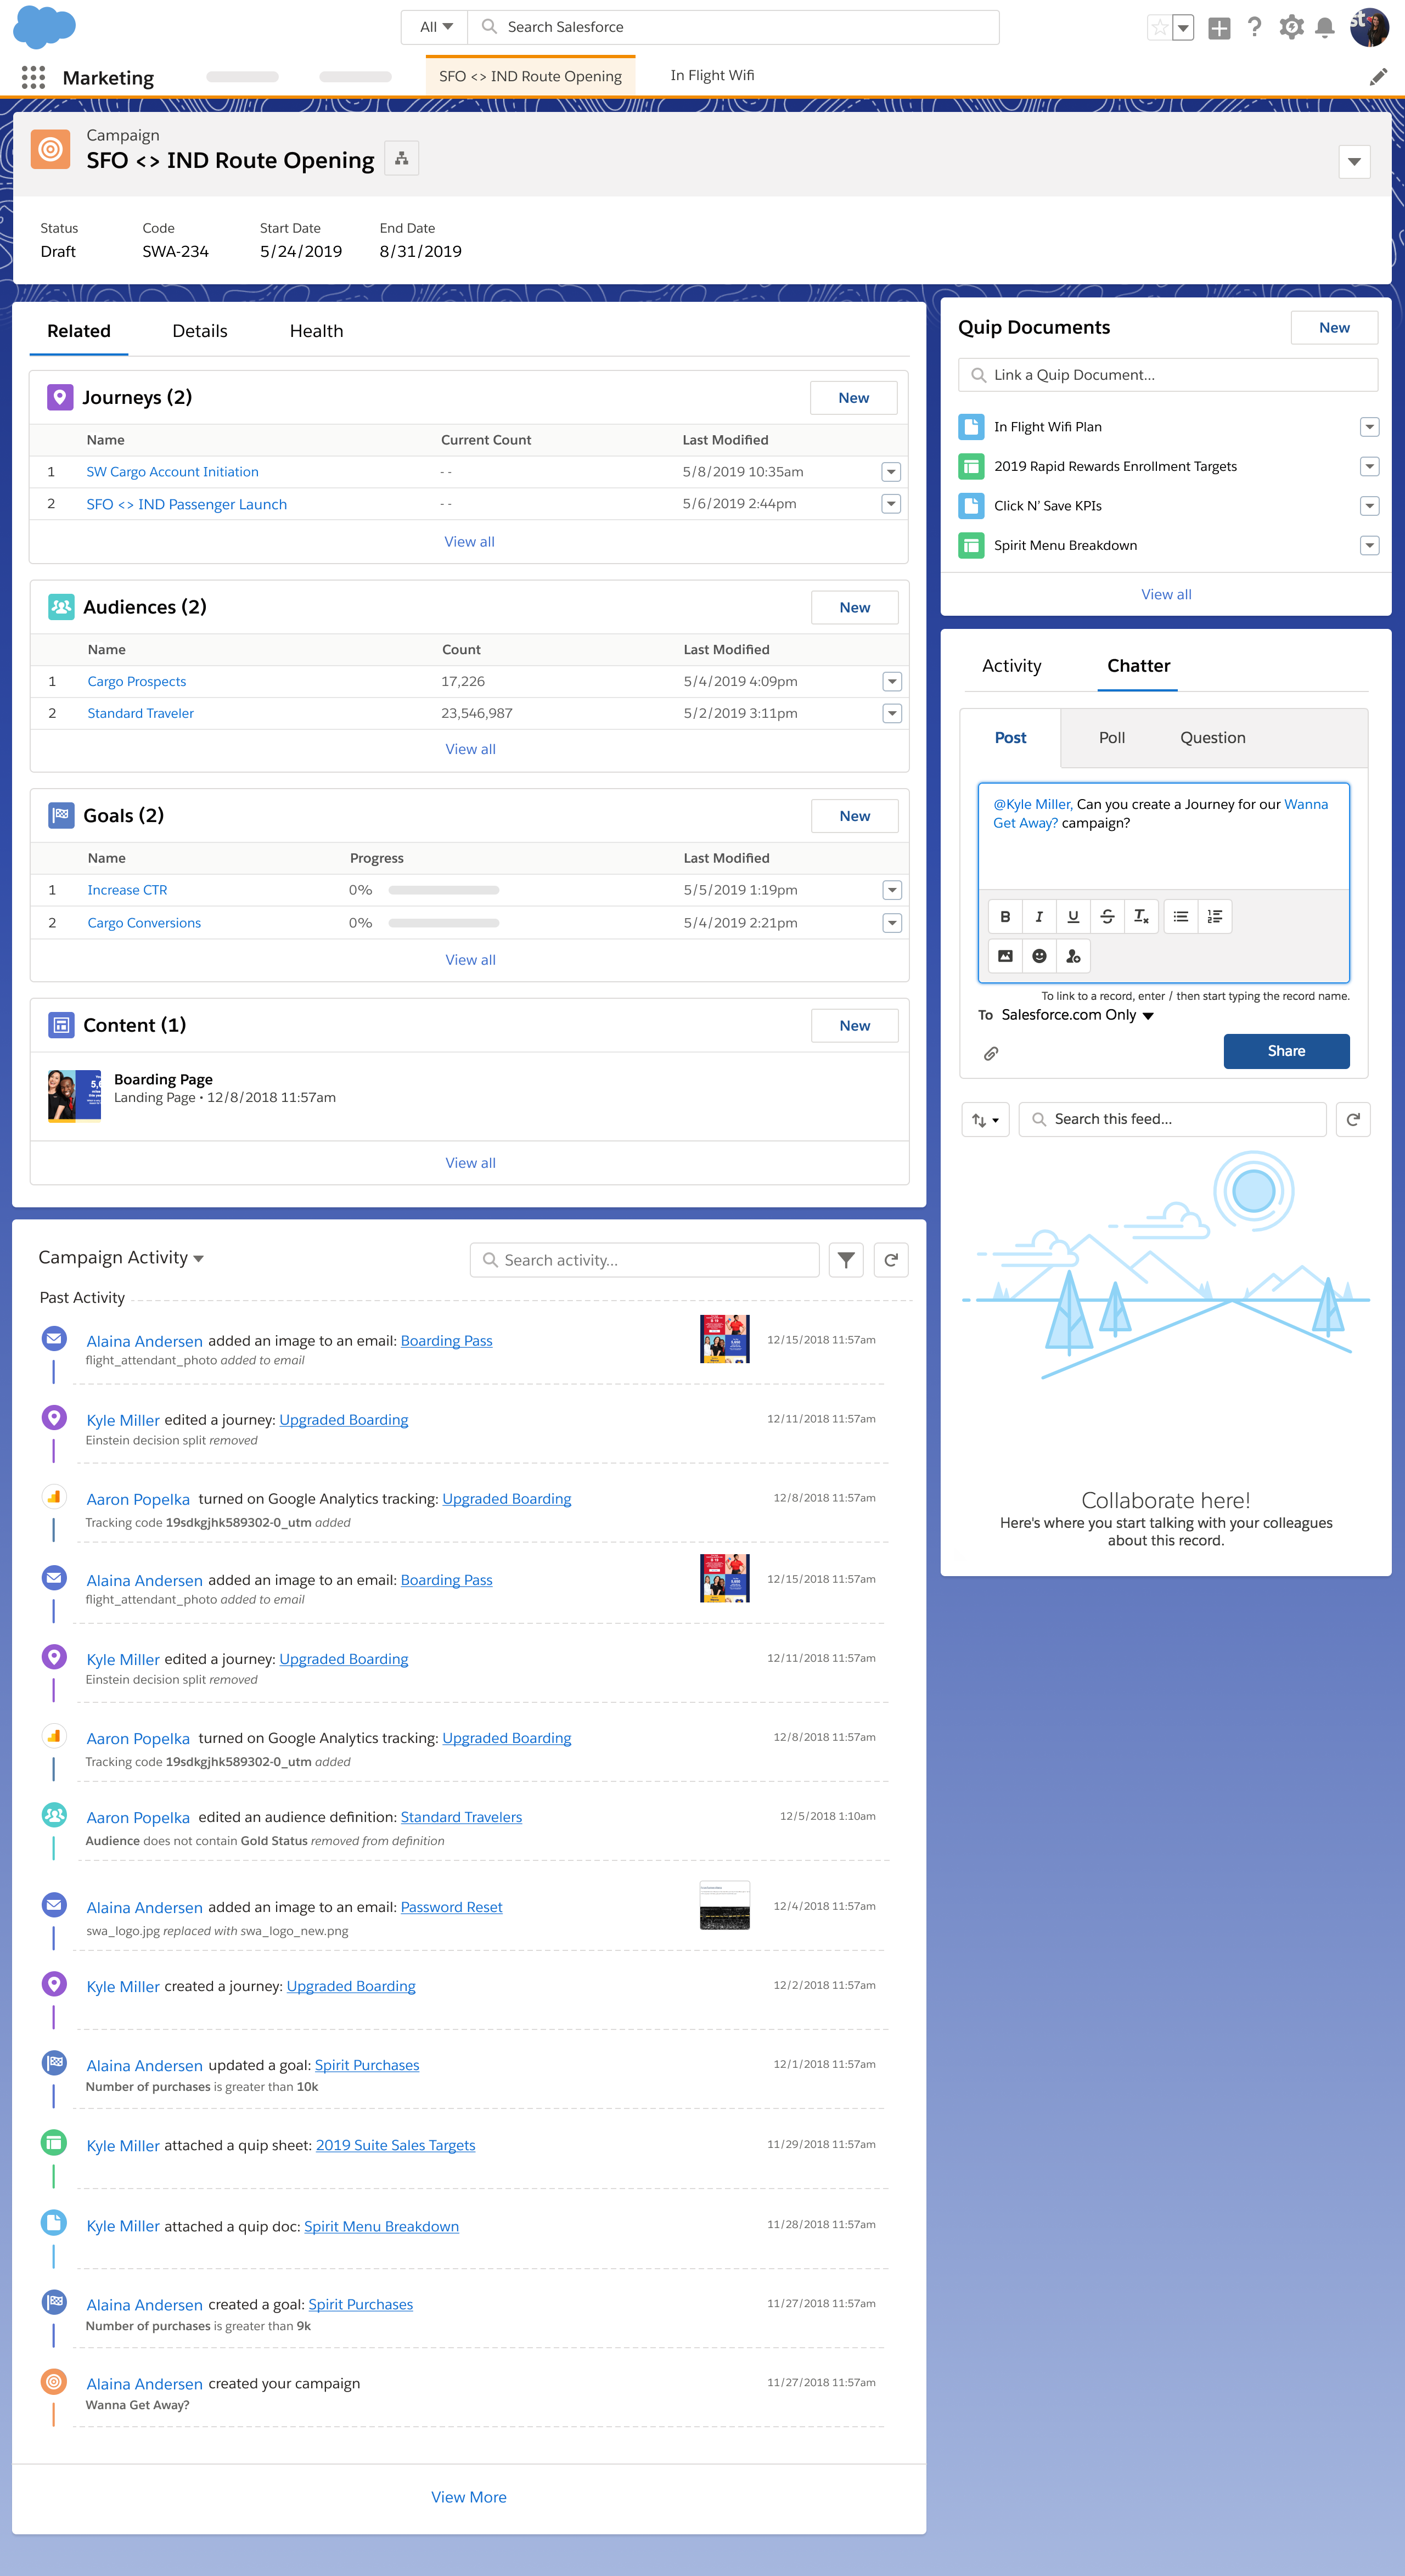 All
Search Salesforce
Marketing
SFO <> IND Route Opening
In Flight Wifi
Campaign
SFO <> IND Route Opening
Status
Code
Start Date
End Date
Draft
SWA-234
5/24/2019
8/31/2019
Related
Details
Health
Journeys (2)
New
Name
Current Count
Last Modified
1 SW Cargo Account Initiation - - 5/8/2019 10:35am
2 SFO <> IND Passenger Launch - - 5/6/2019 2:44pm
View all
Audiences (2)
New
Name
Count
Last Modified
1 Cargo Prospects 17,226 5/4/2019 4:09pm
2 Standard Traveler 23,546,987 5/2/2019 3:11pm
View all
Goals (2)
New
Name
Progress
Last Modified
1 Increase CTR 0% 5/5/2019 1:19pm
2 Cargo Conversions 0% 5/4/2019 2:21pm
View all
Content (1)
New
Boarding Page
Landing Page • 12/8/2018 11:57am
View all
Quip Documents
New
Link a Quip Document...
In Flight Wifi Plan
2019 Rapid Rewards Enrollment Targets
Click N’ Save KPIs
Spirit Menu Breakdown
View all
Activity
Chatter
Post
Poll
Question
@Kyle Miller, Can you create a Journey for our Wanna
Get Away? campaign?
B I U S Tx
To link to a record, enter / then start typing the record name.
To Salesforce.com Only
Share
Search this feed...
Collaborate here!
Here's where you start talking with your colleagues
about this record.
Campaign Activity
Search activity...
Past Activity
Alaina Andersen added an image to an email: Boarding Pass 12/15/2018 11:57am
flight_attendant_photo added to email
Kyle Miller edited a journey: Upgraded Boarding 12/11/2018 11:57am
Einstein decision split removed
Aaron Popelka turned on Google Analytics tracking: Upgraded Boarding 12/8/2018 11:57am
Tracking code 19sdkgjhk589302-0_utm added
Alaina Andersen added an image to an email: Boarding Pass 12/15/2018 11:57am
flight_attendant_photo added to email
Kyle Miller edited a journey: Upgraded Boarding 12/11/2018 11:57am
Einstein decision split removed
Aaron Popelka turned on Google Analytics tracking: Upgraded Boarding 12/8/2018 11:57am
Tracking code 19sdkgjhk589302-0_utm added
Aaron Popelka edited an audience definition: Standard Travelers 12/5/2018 1:10am
Audience does not contain Gold Status removed from definition
Alaina Andersen added an image to an email: Password Reset 12/4/2018 11:57am
swa_logo.jpg replaced with swa_logo_new.png
Kyle Miller created a journey: Upgraded Boarding 12/2/2018 11:57am
Alaina Andersen updated a goal: Spirit Purchases 12/1/2018 11:57am
Number of purchases is greater than 10k
Kyle Miller attached a quip sheet: 2019 Suite Sales Targets 11/29/2018 11:57am
Kyle Miller attached a quip doc: Spirit Menu Breakdown 11/28/2018 11:57am
Alaina Andersen created a goal: Spirit Purchases 11/27/2018 11:57am
Number of purchases is greater than 9k
Alaina Andersen created your campaign 11/27/2018 11:57am
Wanna Get Away?
View More